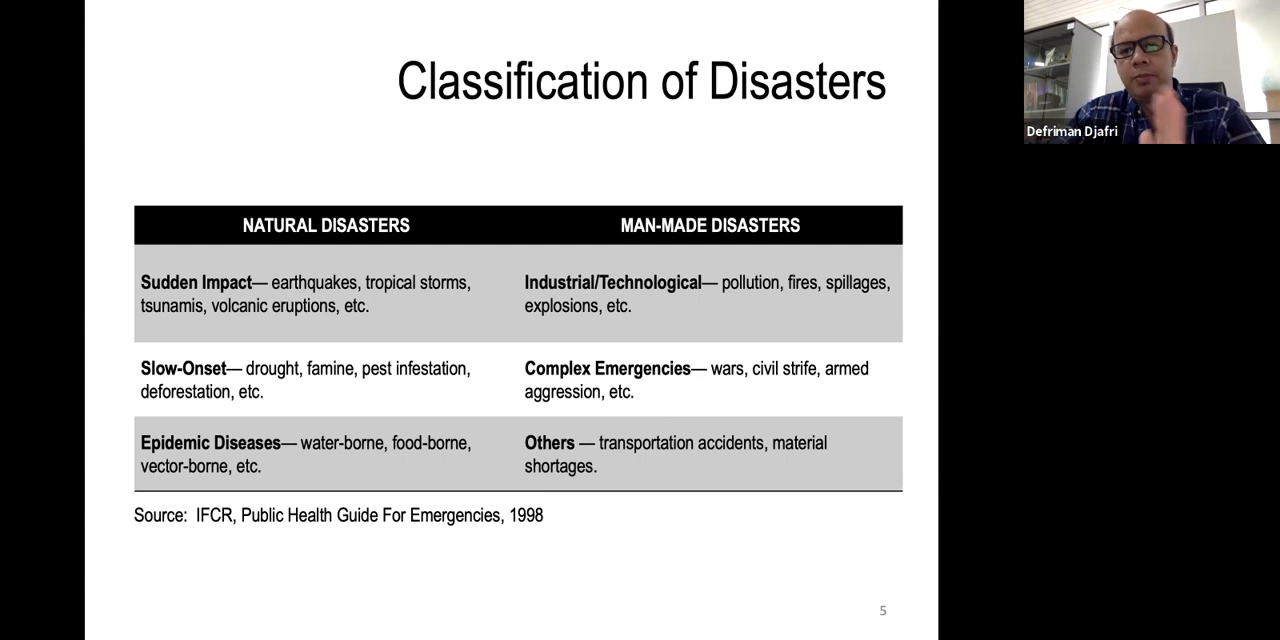 Classification of Disasters
Defriman Djafri
NATURAL DISASTERS
MAN-MADE DISASTERS
Sudden Impact— earthquakes, tropical storms,
tsunamis, volcanic eruptions, etc.
Industrial/Technological— pollution, fires, spillages,
explosions, etc.
Slow-Onset— drought, famine, pest infestation,
deforestation, etc.
Complex Emergencies— wars, civil strife, armed
aggression, etc.
Epidemic Diseases— water-borne, food-borne,
vector-borne, etc.
Others — transportation accidents, material
shortages.
Source: IFCR, Public Health Guide For Emergencies, 1998
5